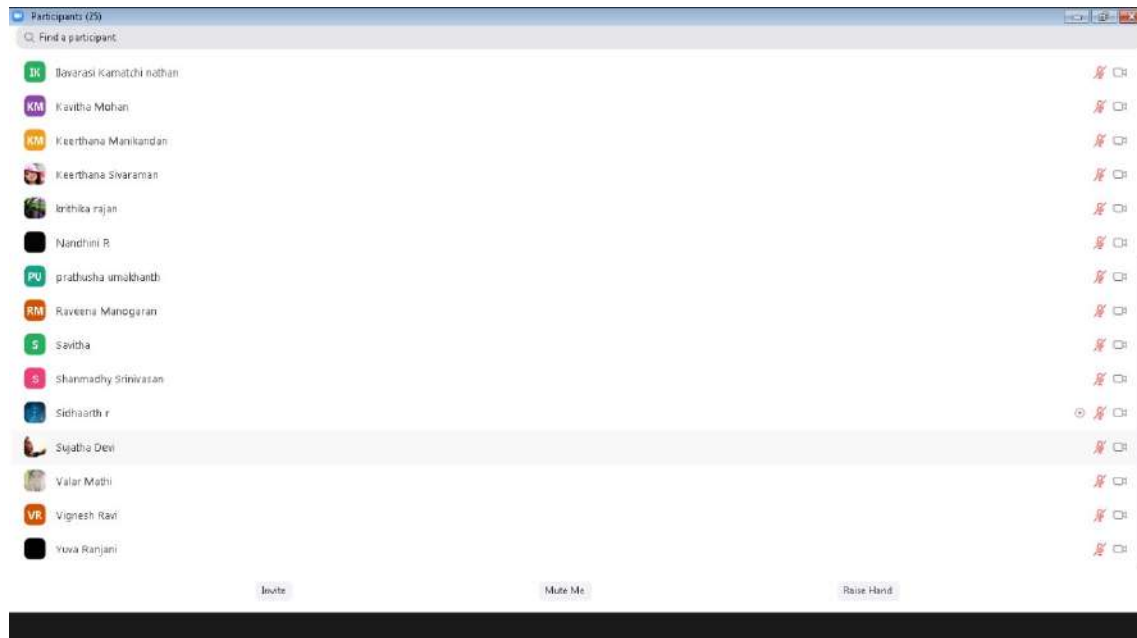 Participants (25)
Find a participant
IK Ilavarasi Kamatchi nathan
KM Kavitha Mohan
KM Keerthana Manikandan
Keerthana Sivaraman
krithika rajan
Nandhini R
PU prathusha umakhanth
RM Raveena Manogaran
S Savitha
S Shanmadhy Srinivasan
Sidhaarth r
Sujatha Devi
Valar Mathi
VR Vignesh Ravi
Yuva Ranjani
Invite Mute Me Raise Hand